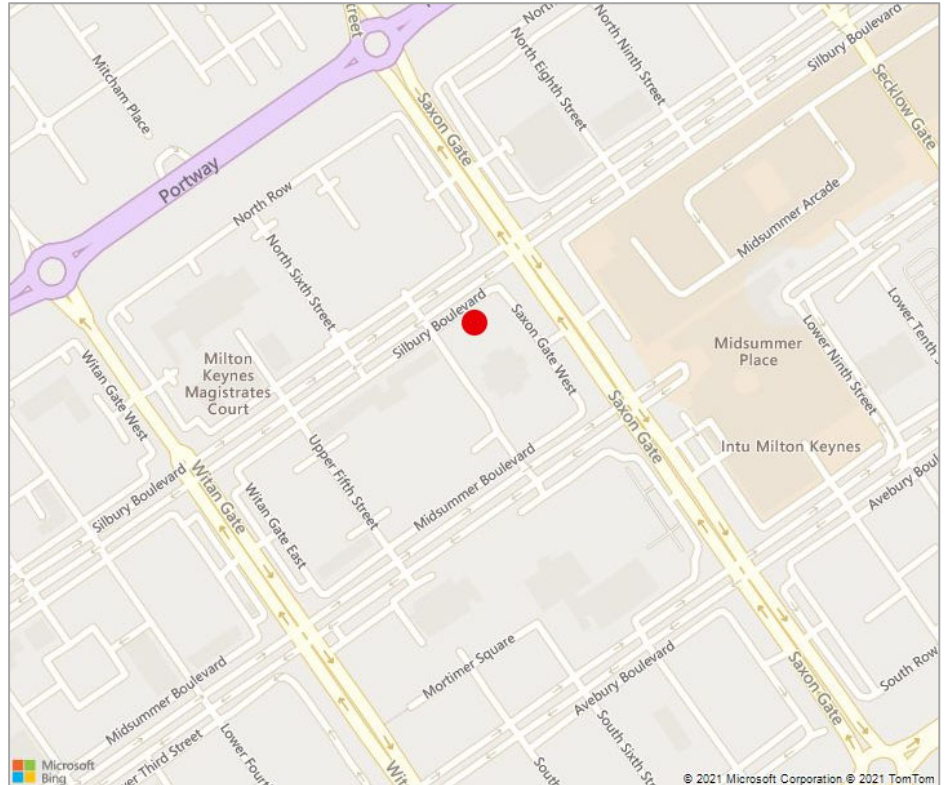 Street
North
Silbury Boulevard
North Ninth Street
North Eighth Street
Secklow Gate
Mitcham Place
Saxon Gate
Portway
North Row
Midsummer Arcade
North Sixth Street
Silbury Boulevard
Saxon Gate West
Lower Tenth
Midsummer
Place
Lower Ninth Street
Milton
Keynes
Magistrates
Court
Witan Gate West
Saxon Gate
Intu Milton Keynes
Upper Fifth Street
Midsummer Boulevard
Avebury Boul
Silbury Boulevard
Witan Gate
Witan Gate East
Mortimer Square
Avebury Boulevard
Saxon Gate
South Row
Midsummer Boulevard
er Third Street
Lower Four
Wit
South
South Sixth St
Microsoft
Bing
© 2021 Microsoft Corporation © 2021 TomTom